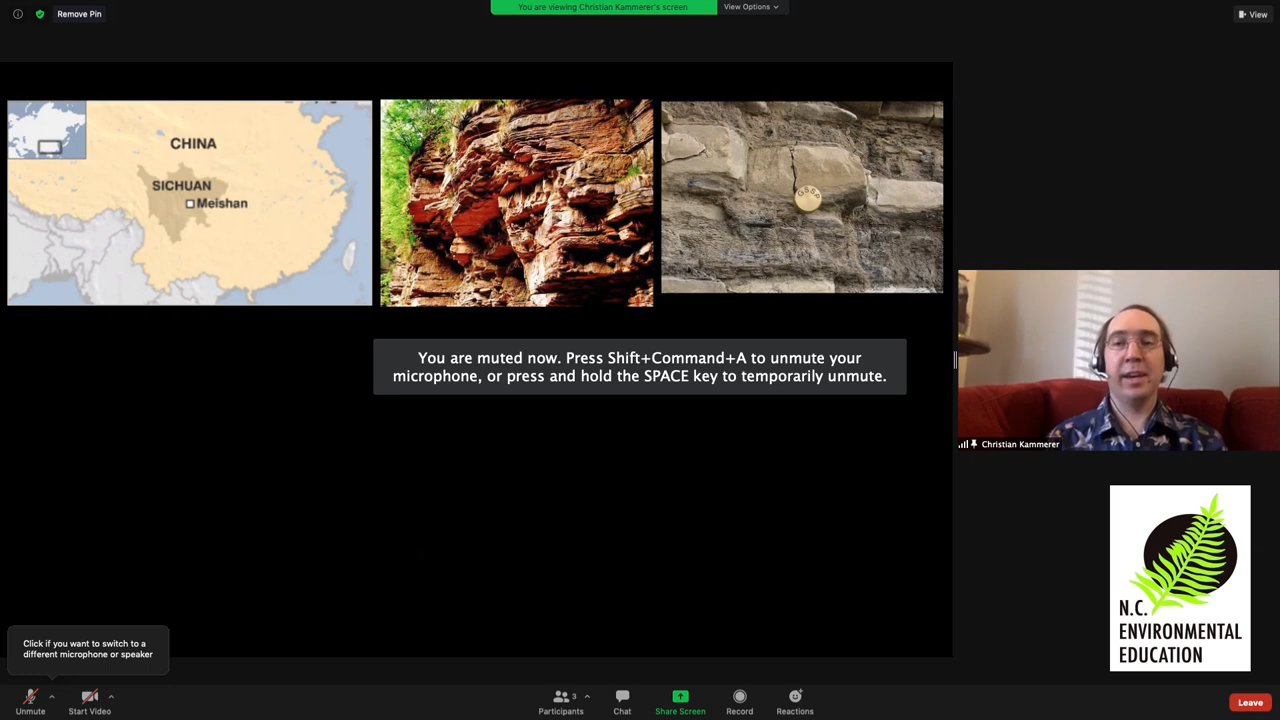 Remove Pin
You are viewing Christian Kammerer's screen
View Options
View
CHINA
SICHUAN
Meishan
GSSP
You are muted now. Press Shift+Command+A to unmute your
microphone, or press and hold the SPACE key to temporarily unmute.
Christian Kammerer
N.C.
ENVIRONMENTAL
EDUCATION
Click if you want to switch to a
different microphone or speaker
Unmute
Start Video
3
Participants
Chat
Share Screen
Record
Reactions
Leave